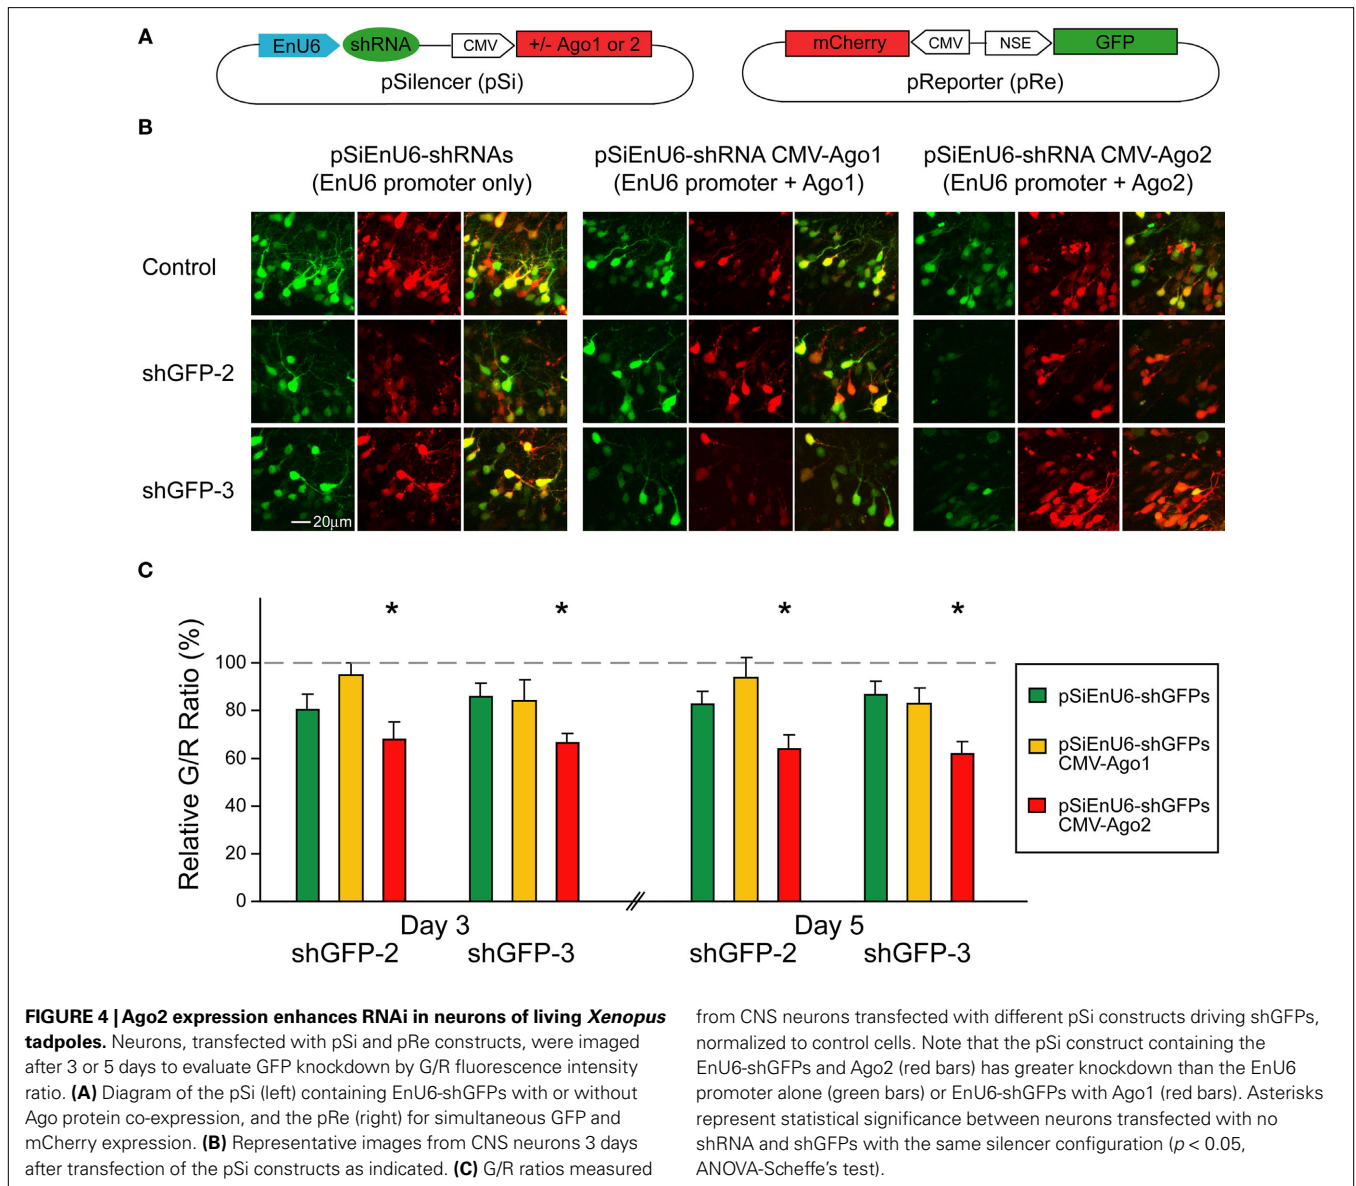 A
EnU6
shRNA
CMV
+/- Ago1 or 2
pSilencer (pSi)
mCherry
CMV
NSE
GFP
pReporter (pRe)
B
pSiEnU6-shRNAs
(EnU6 promoter only)
pSiEnU6-shRNA CMV-Ago1
(EnU6 promoter + Ago1)
pSiEnU6-shRNA CMV-Ago2
(EnU6 promoter + Ago2)
Control
shGFP-2
shGFP-3
20µm
C
Relative G/R Ratio (%)
100
80
60
40
20
0
*
*
*
*
Day 3
Day 5
shGFP-2
shGFP-3
shGFP-2
shGFP-3
pSiEnU6-shGFPs
pSiEnU6-shGFPs
CMV-Ago1
pSiEnU6-shGFPs
CMV-Ago2
FIGURE 4 | Ago2 expression enhances RNAi in neurons of living Xenopus
tadpoles. Neurons, transfected with pSi and pRe constructs, were imaged
after 3 or 5 days to evaluate GFP knockdown by G/R fluorescence intensity
ratio. (A) Diagram of the pSi (left) containing EnU6-shGFPs with or without
Ago protein co-expression, and the pRe (right) for simultaneous GFP and
mCherry expression. (B) Representative images from CNS neurons 3 days
after transfection of the pSi constructs as indicated. (C) G/R ratios measured
from CNS neurons transfected with different pSi constructs driving shGFPs,
normalized to control cells. Note that the pSi construct containing the
EnU6-shGFPs and Ago2 (red bars) has greater knockdown than the EnU6
promoter alone (green bars) or EnU6-shGFPs with Ago1 (red bars). Asterisks
represent statistical significance between neurons transfected with no
shRNA and shGFPs with the same silencer configuration (p < 0.05,
ANOVA-Scheffe's test).